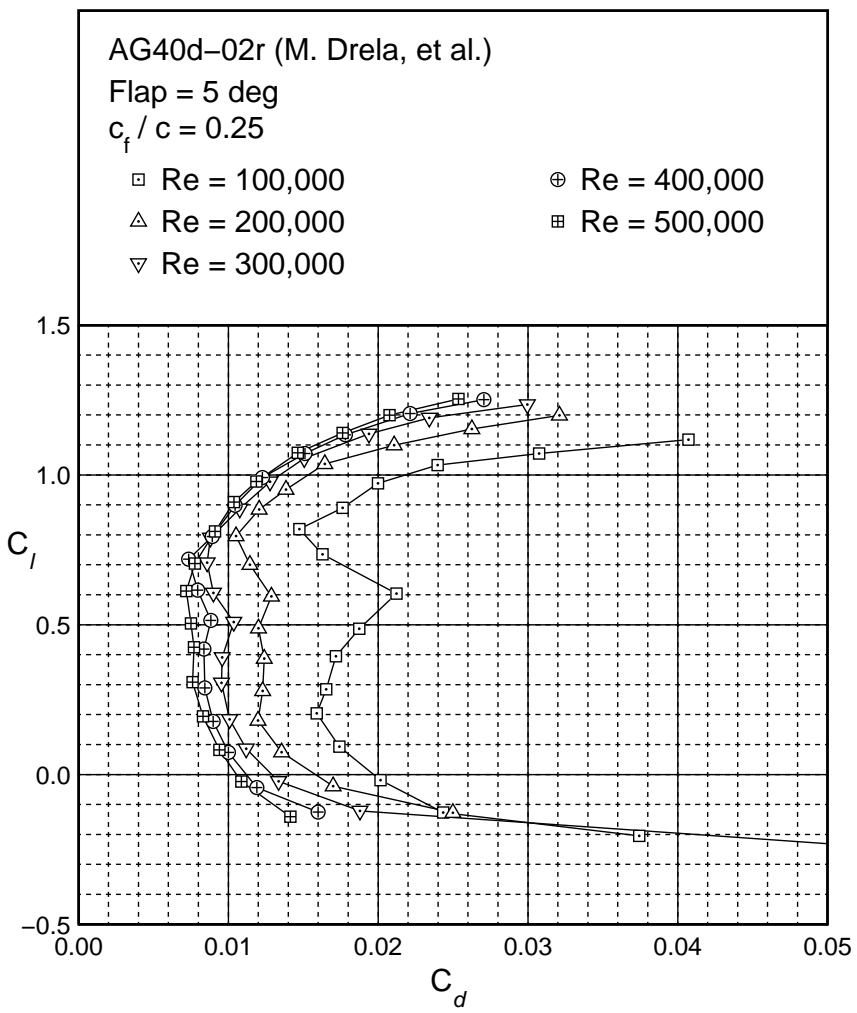 AG40d−02r (M. Drela, et al.)
Flap = 5 deg
c_f / c = 0.25
Re = 100,000
Re = 200,000
Re = 300,000
Re = 400,000
Re = 500,000
1.5
1.0
0.5
0.0
−0.5
C_l
0.00
0.01
0.02
0.03
0.04
0.05
C_d